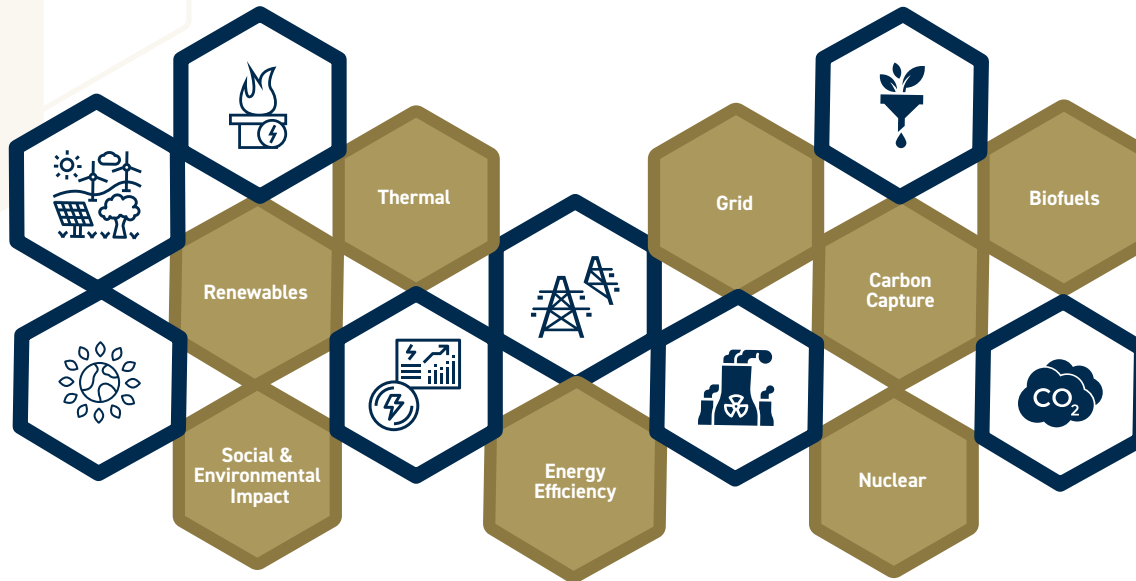 Thermal
Grid
Biofuels
Renewables
Carbon
Capture
CO2
Social &
Environmental
Impact
Energy
Efficiency
Nuclear